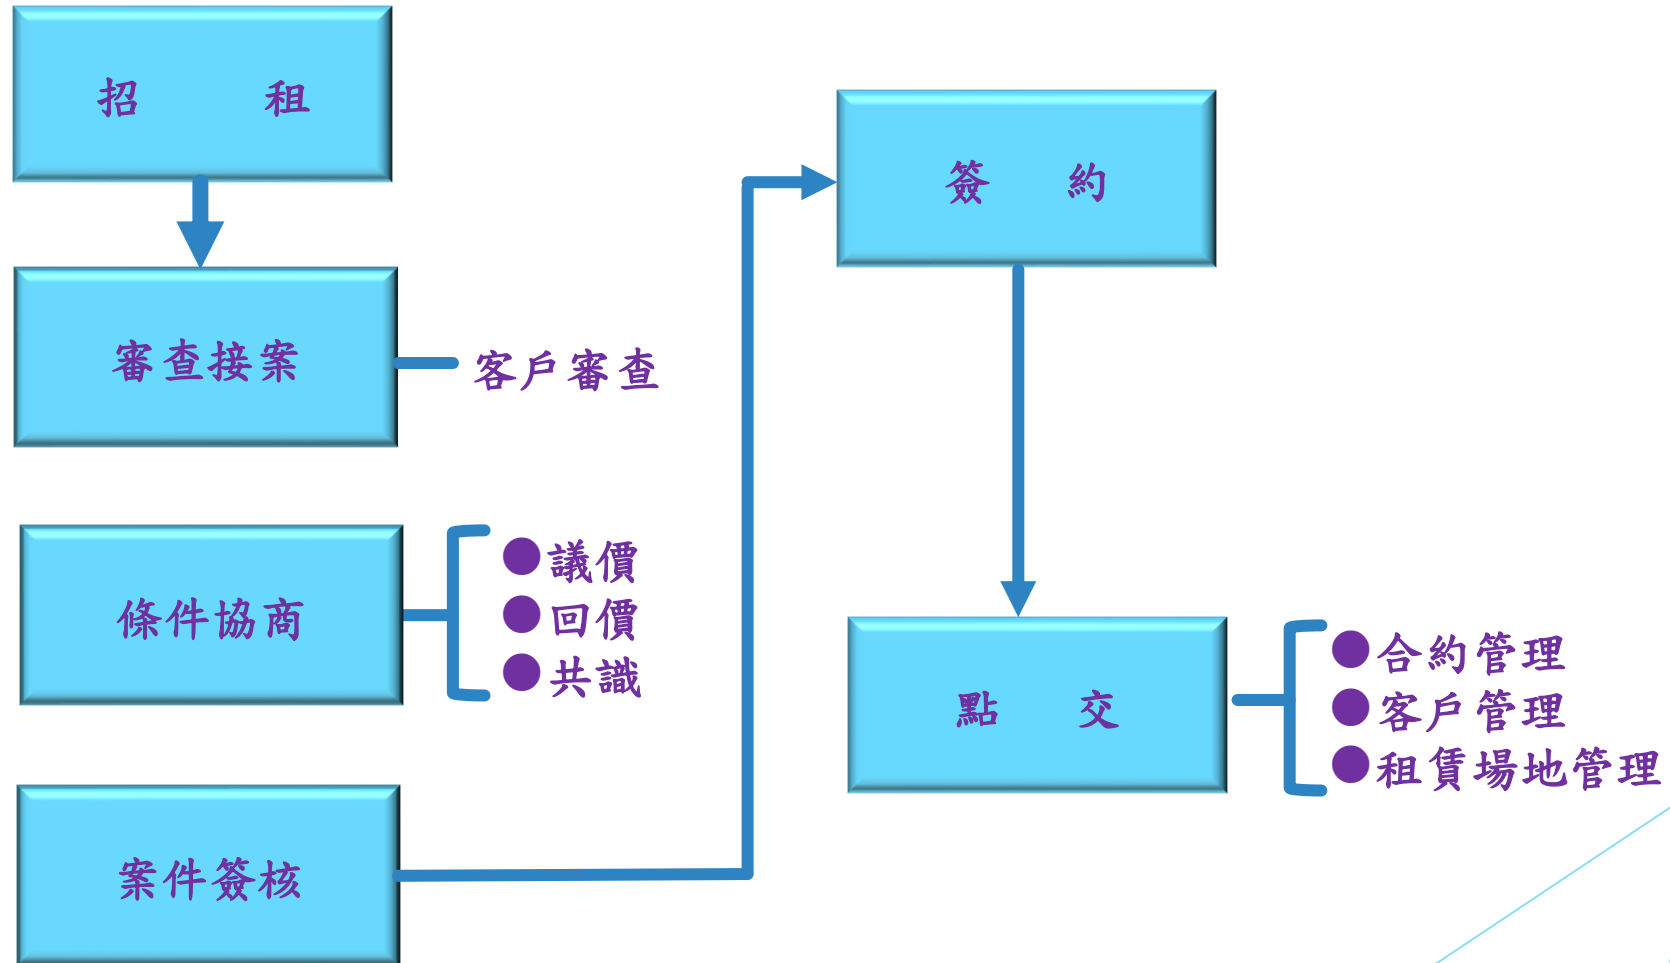 招 租
審查接案
客戶審查
條件協商
●議價
●回價
●共識
案件簽核
簽 約
點 交
●合約管理
●客戶管理
●租賃場地管理